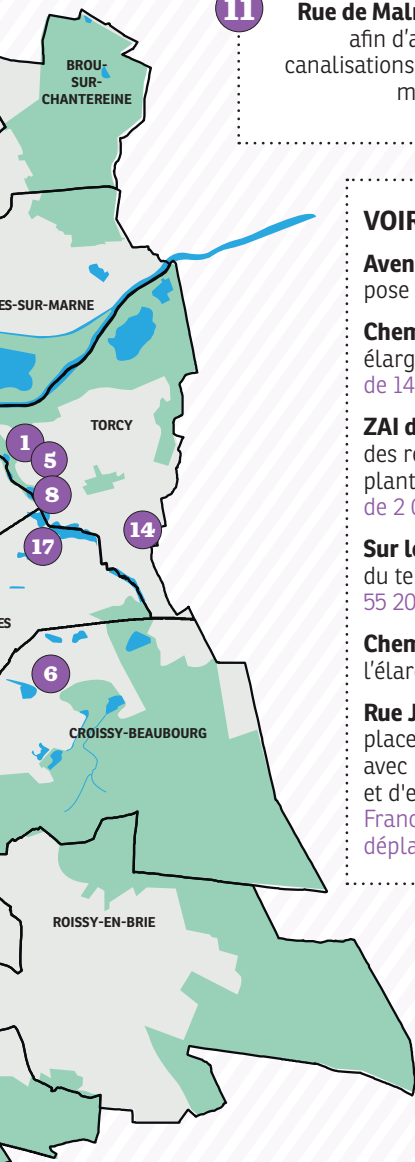 11
Rue de Malr
afin d'a
canalisations
m
BROU-
SUR-
CHANTEREINE
ES-SUR-MARNE
TORCY
1
5
8
14
17
ES
6
CROISSY-BEAUBOURG
ROISSY-EN-BRIE
VOIR
Aven
pose
Chem
élarg
de 14
ZAI d
des re
plant
de 2 0
Sur le
du te
55 20
Chem
l'élar
Rue J
place
avec
et d'e
Franc
dépla